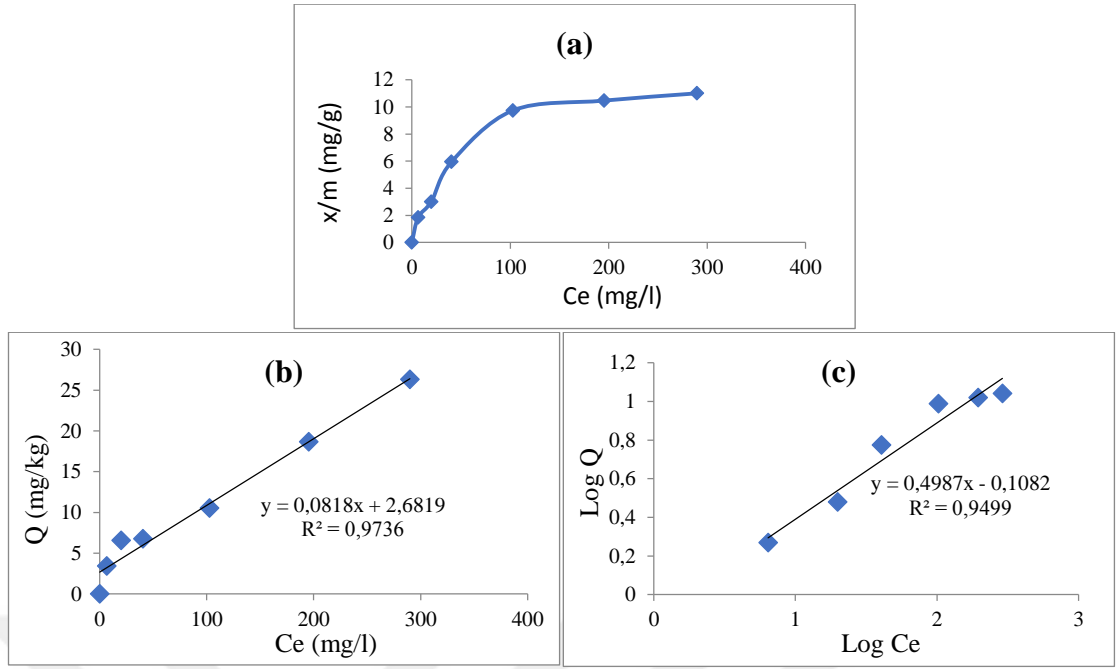 (a)
x/m (mg/g)
12
10
8
6
4
2
0
0 100 200 300 400
Ce (mg/l)
(b)
Q (mg/kg)
30
25
20
15
10
5
0
y = 0,0818x + 2,6819
R² = 0,9736
0 100 200 300 400
Ce (mg/l)
(c)
Log Q
1,2
1
0,8
0,6
0,4
0,2
0
y = 0,4987x - 0,1082
R² = 0,9499
0 1 2 3
Log Ce